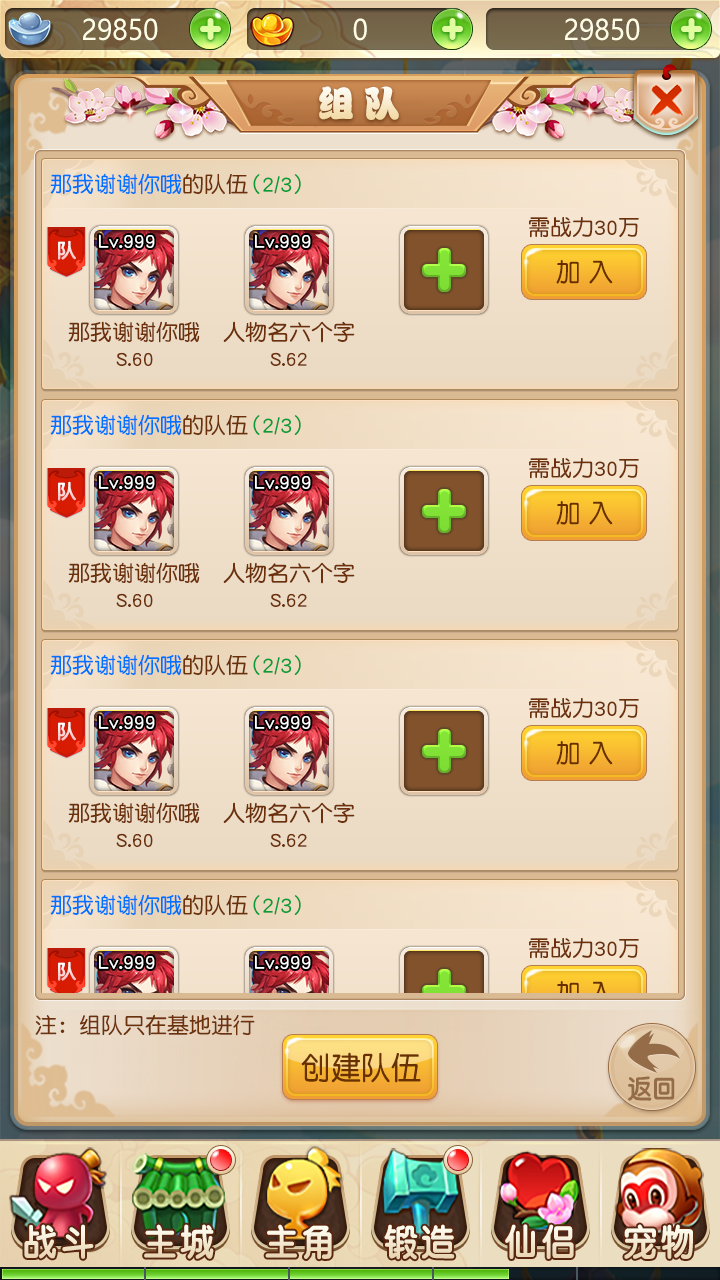 29850
0
29850
组队
那我谢谢你哦的队伍(2/3)
需战力30万
队
Lv.999
Lv.999
加入
那我谢谢你哦
人物名六个字
S.60
S.62
那我谢谢你哦的队伍(2/3)
需战力30万
队
Lv.999
Lv.999
加入
那我谢谢你哦
人物名六个字
S.60
S.62
那我谢谢你哦的队伍(2/3)
需战力30万
队
Lv.999
Lv.999
加入
那我谢谢你哦
人物名六个字
S.60
S.62
那我谢谢你哦的队伍(2/3)
需战力30万
队
Lv.999
Lv.999
加入
注：组队只在基地进行
创建队伍
返回
战斗
主城
主角
锻造
仙侣
宠物